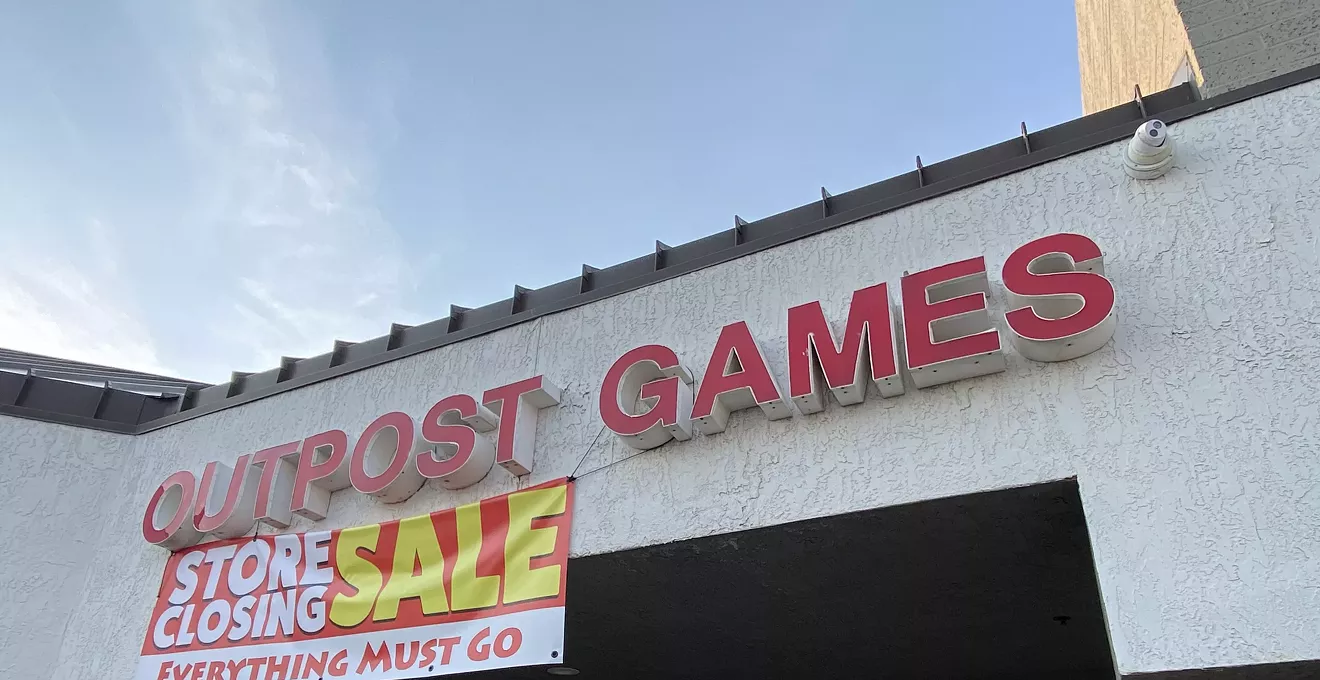 OUTPOST GAMES
STORE
CLOSING
SALE
EVERYTHING MUST GO